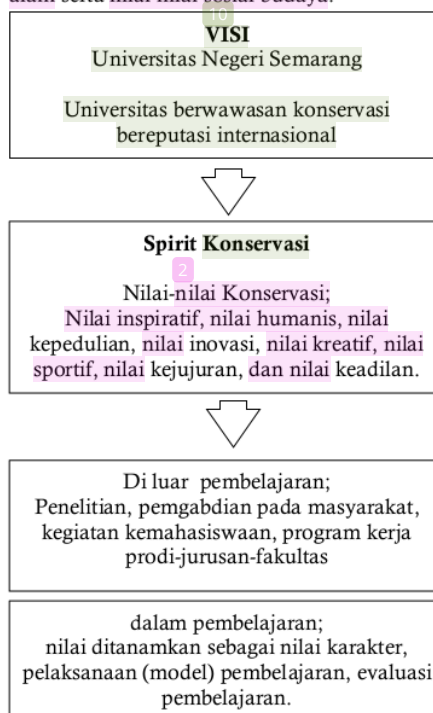 10
VISI
Universitas Negeri Semarang
Universitas berwawasan konservasi
bereputasi internasional
Spirit Konservasi
2
Nilai-nilai Konservasi;
Nilai inspiratif, nilai humanis, nilai
kepedulian, nilai inovasi, nilai kreatif, nilai
sportif, nilai kejujuran, dan nilai keadilan.
Di luar pembelajaran;
Penelitian, pemgabdian pada masyarakat,
kegiatan kemahasiswaan, program kerja
prodi-jurusan-fakultas
dalam pembelajaran;
nilai ditanamkan sebagai nilai karakter,
pelaksanaan (model) pembelajaran, evaluasi
pembelajaran.